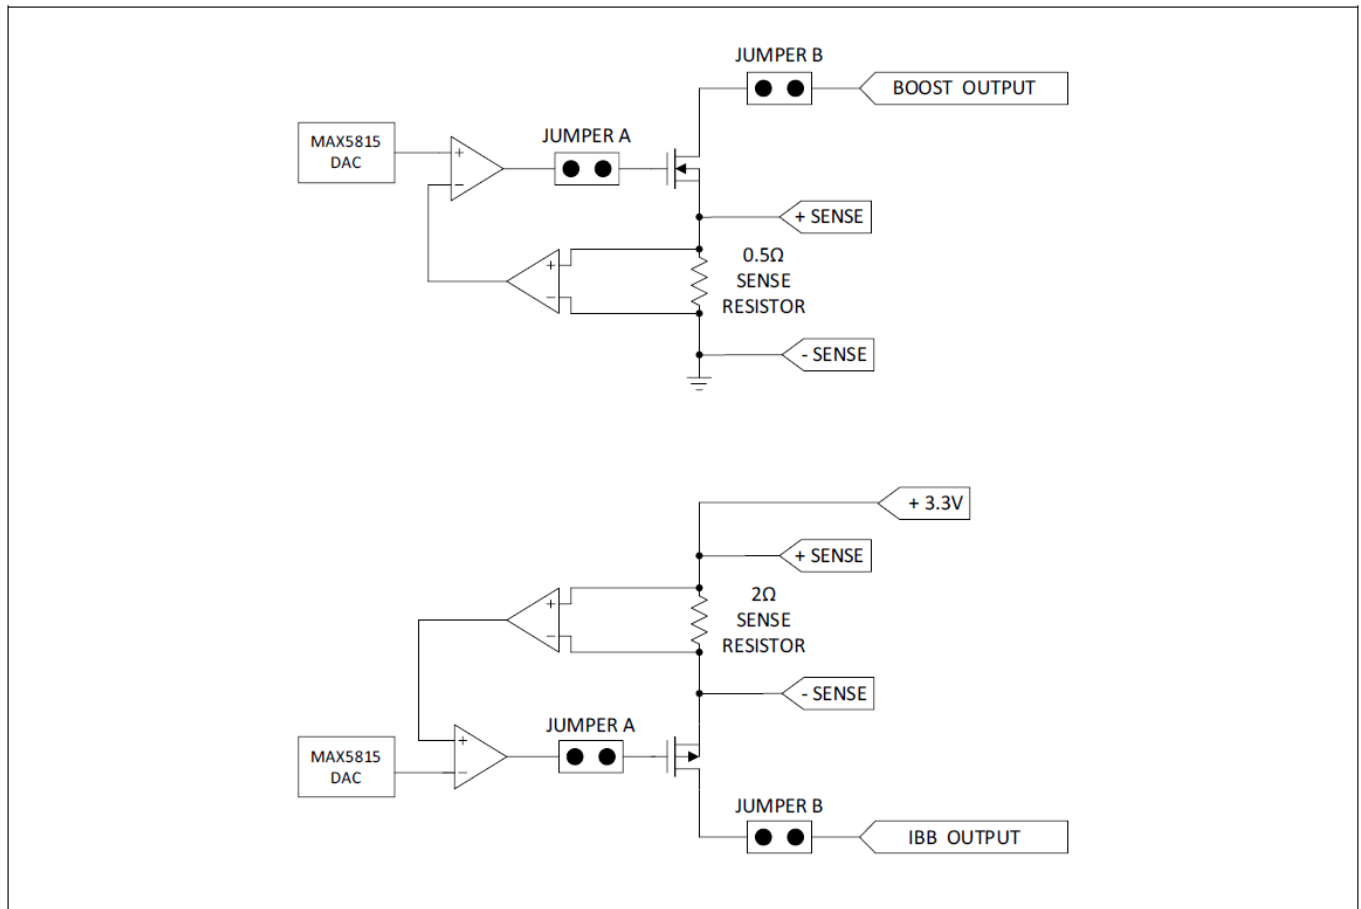 JUMPER B
BOOST OUTPUT
MAX5815
DAC
+
−
JUMPER A
+ SENSE
+
−
0.5Ω
SENSE
RESISTOR
- SENSE
+ 3.3V
+ SENSE
+
−
2Ω
SENSE
RESISTOR
- SENSE
MAX5815
DAC
+
−
JUMPER A
JUMPER B
IBB OUTPUT